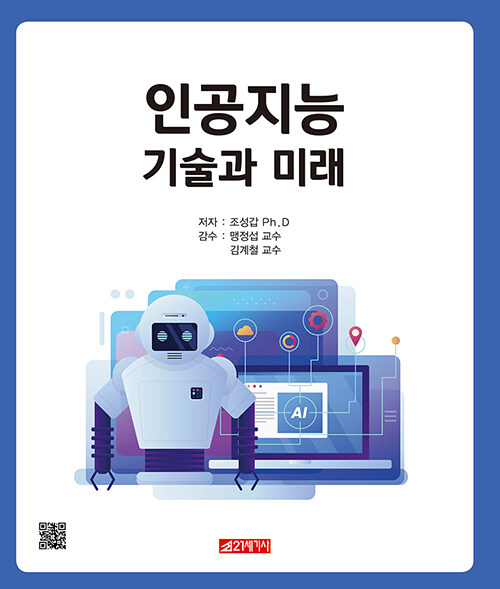 인공지능
기술과 미래
저자 : 조성갑 Ph.D
감수 : 맹정섭 교수
김계철 교수
AI
21세기사